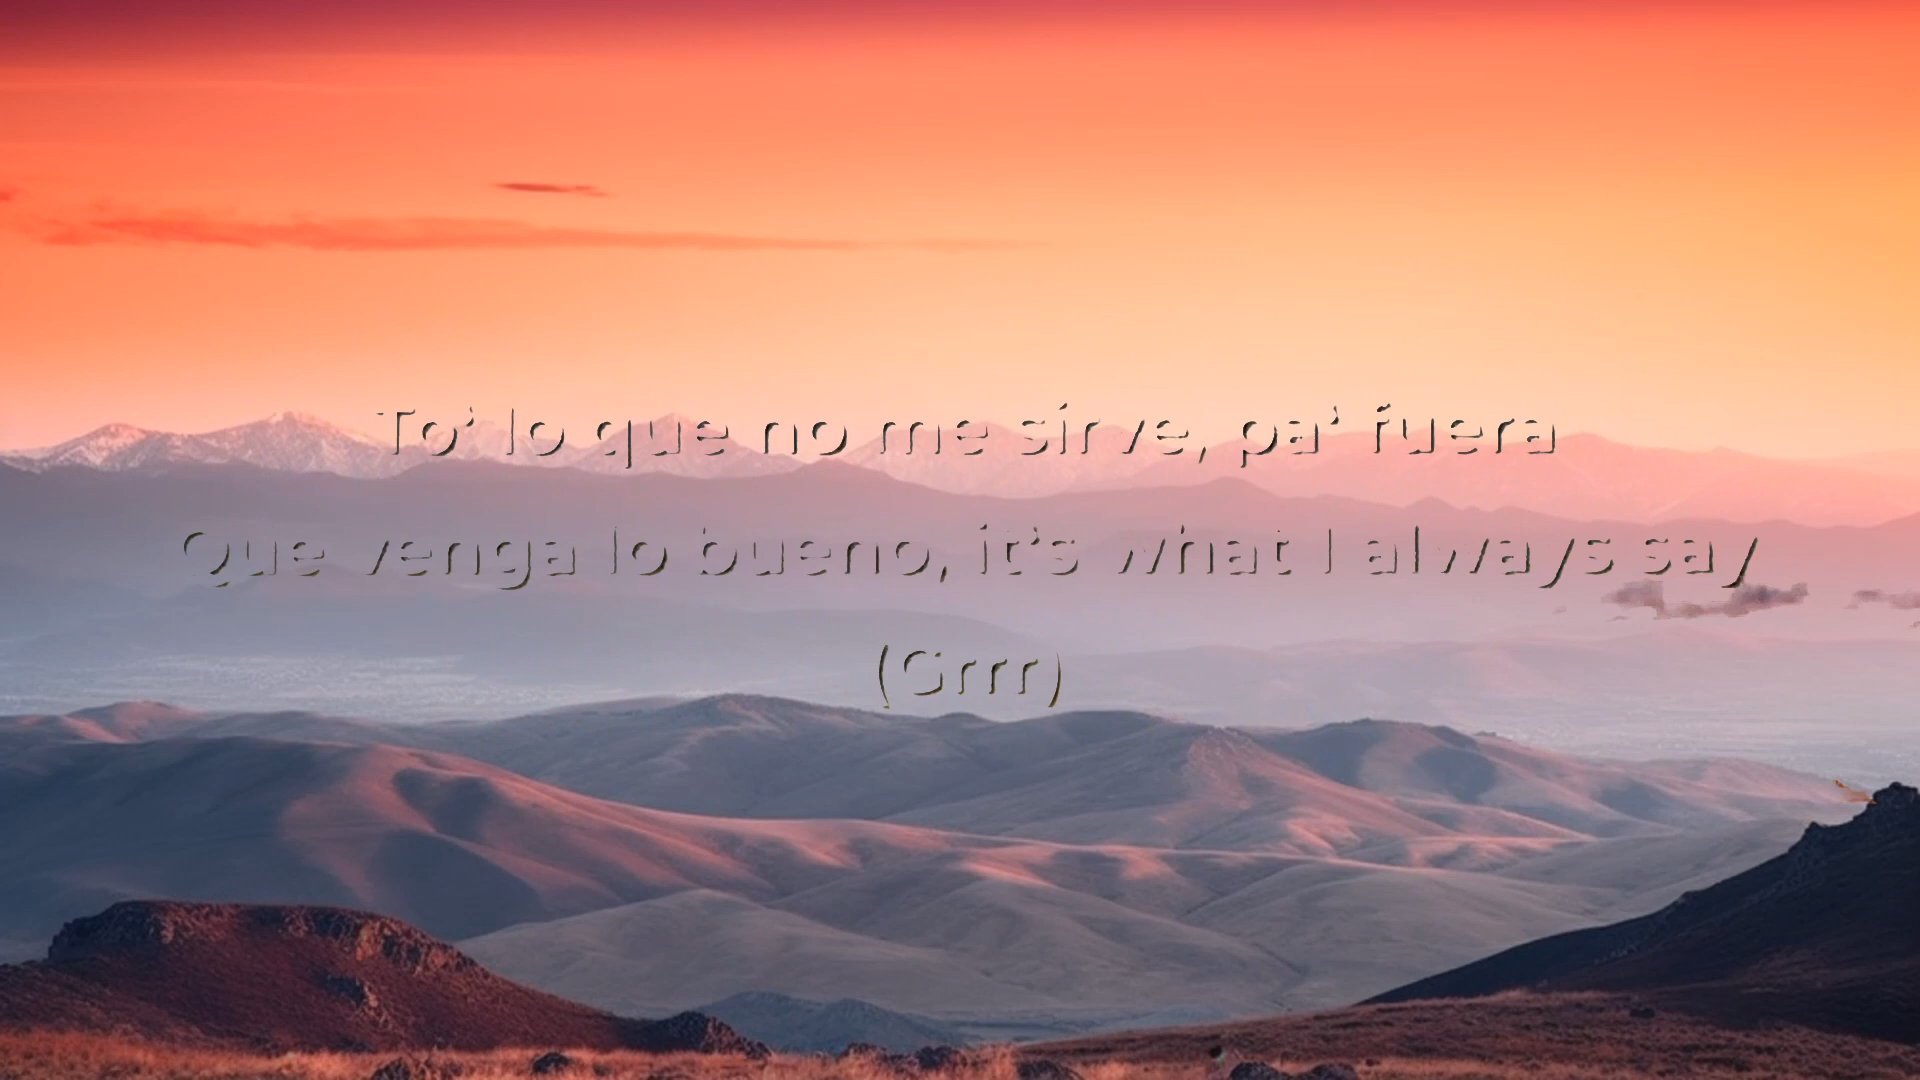 To' lo que no me sirve, pa' fuera
Que venga lo bueno, it's what I always say
(Grrr)